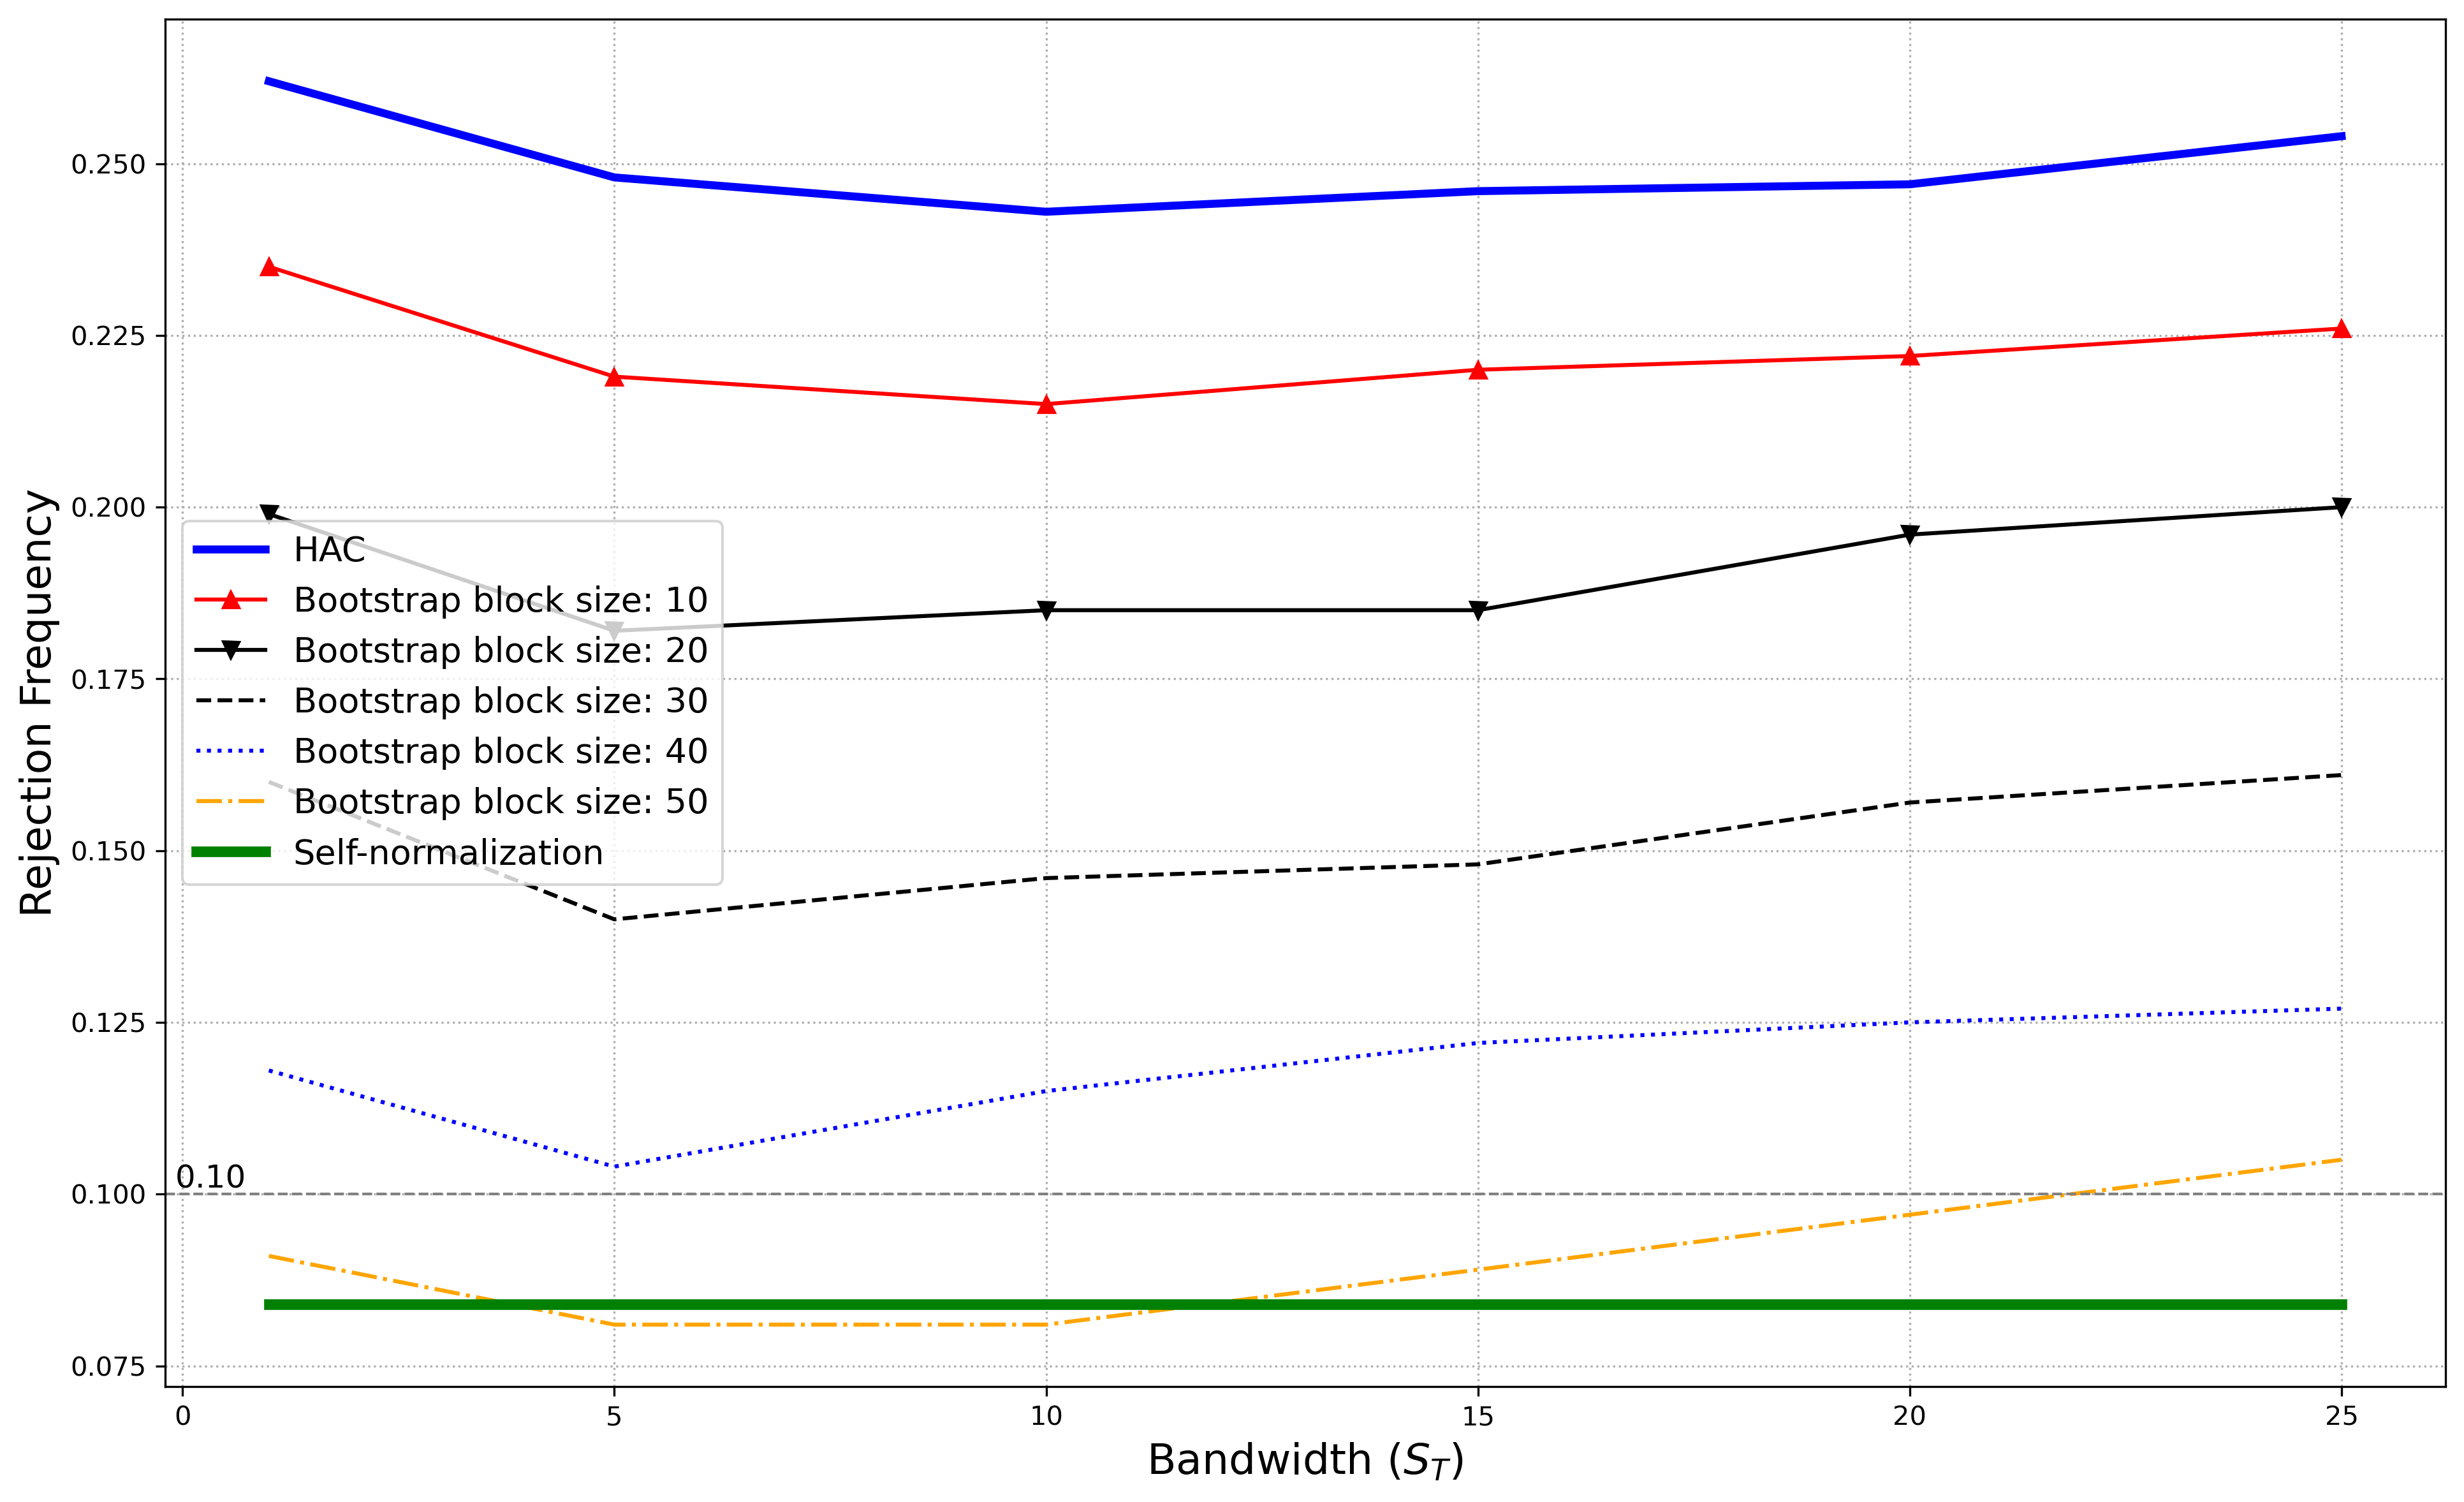 Rejection Frequency
0.250
0.225
0.200
0.175
0.150
0.125
0.100
0.075
HAC
Bootstrap block size: 10
Bootstrap block size: 20
Bootstrap block size: 30
Bootstrap block size: 40
Bootstrap block size: 50
Self-normalization
0.10
0 5 10 15 20 25
Bandwidth (S_T)